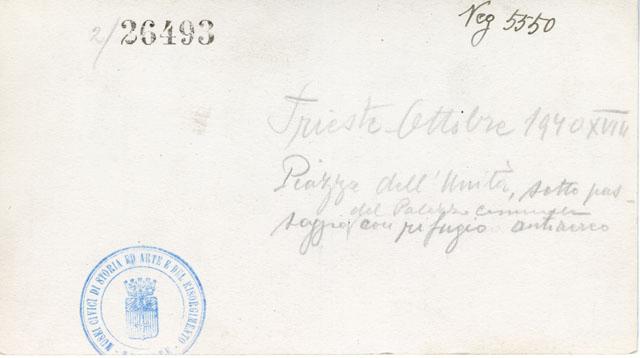 2/26493
Neg 5550
Trieste Ottobre 1940 XVIII
Piazza dell'Unità, sotto pas-
del Palazzo comunale
saggio con rifugio antiaereo
MUSEI CIVICI DI STORIA ED ARTE E DEL RISORGIMENTO